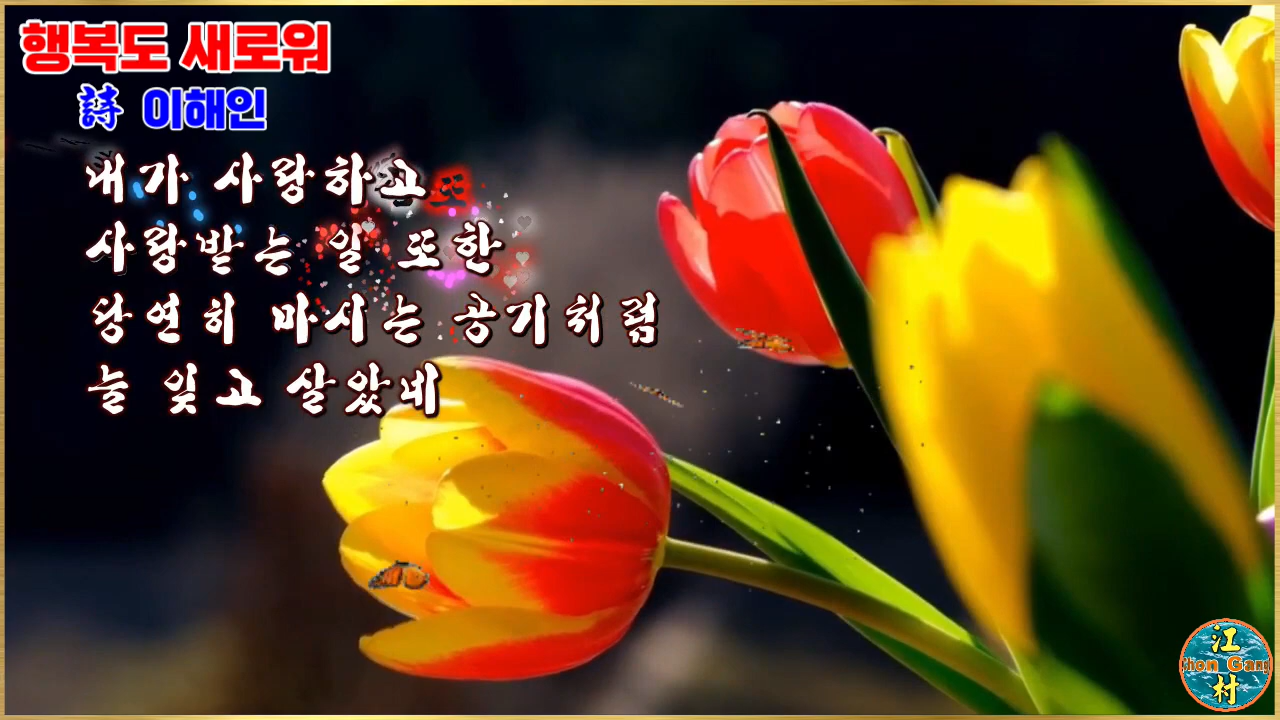 행복도 새로워
詩 이해인
내가 사랑하고
사랑받는 일 또한
당연히 마시는 공기처럼
늘 잊고 살았네
江
Chon Gang
村